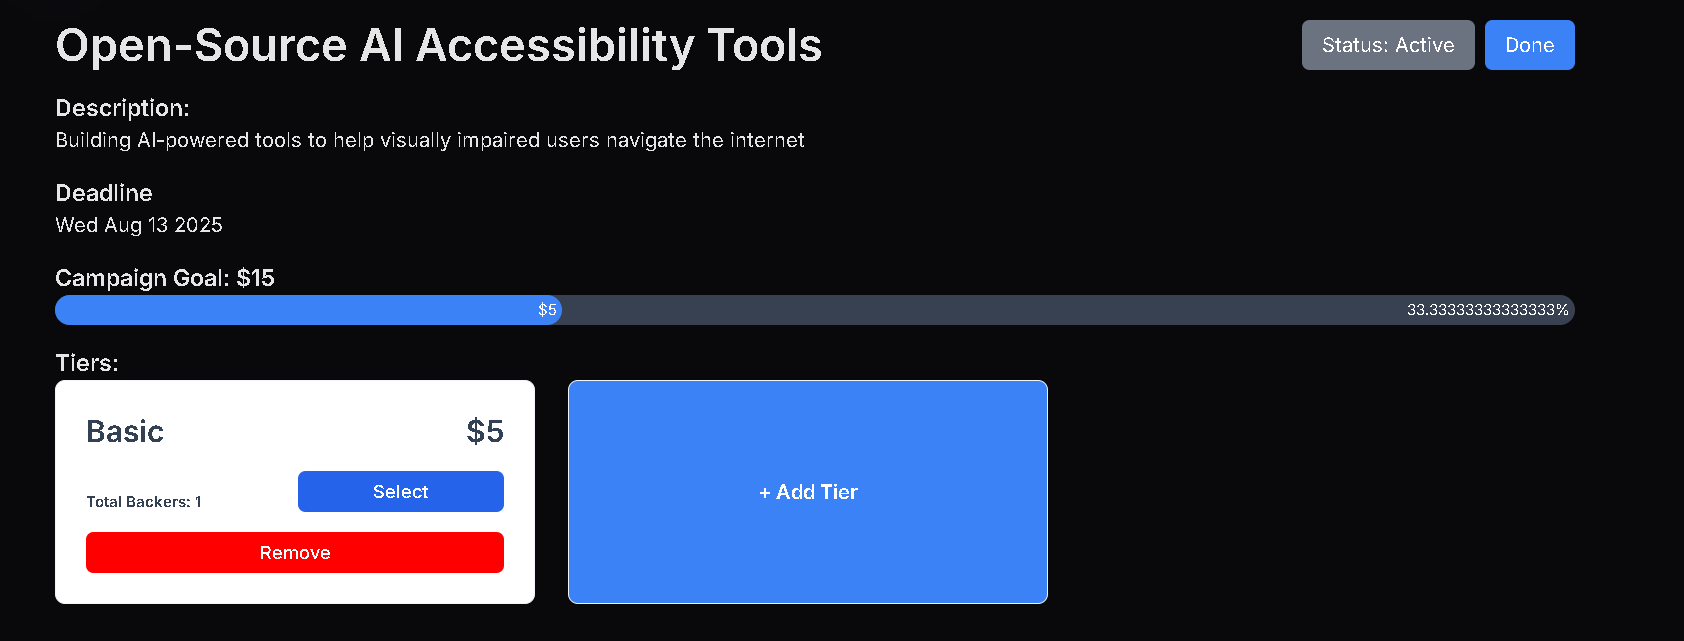 Open-Source AI Accessibility Tools
Status: Active
Done
Description:
Building AI-powered tools to help visually impaired users navigate the internet
Deadline
Wed Aug 13 2025
Campaign Goal: $15
$5
33.33333333333333%
Tiers:
Basic
$5
Total Backers: 1
Select
Remove
+ Add Tier